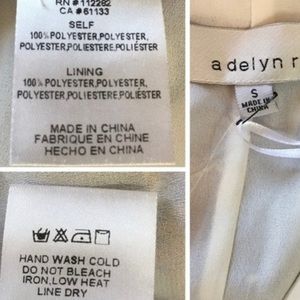 RN # 112282
CA # 61133
SELF
100% POLYESTER, POLYESTER,
POLYESTER, POLIESTERE, POLIÉSTER
LINING
100% POLYESTER, POLYESTER,
POLYESTER, POLIESTERE, POLIÉSTER
MADE IN CHINA
FABRIQUE EN CHINE
HECHO EN CHINA
HAND WASH COLD
DO NOT BLEACH
IRON, LOW HEAT
LINE DRY
adelyn r
S
MADE IN
CHINA